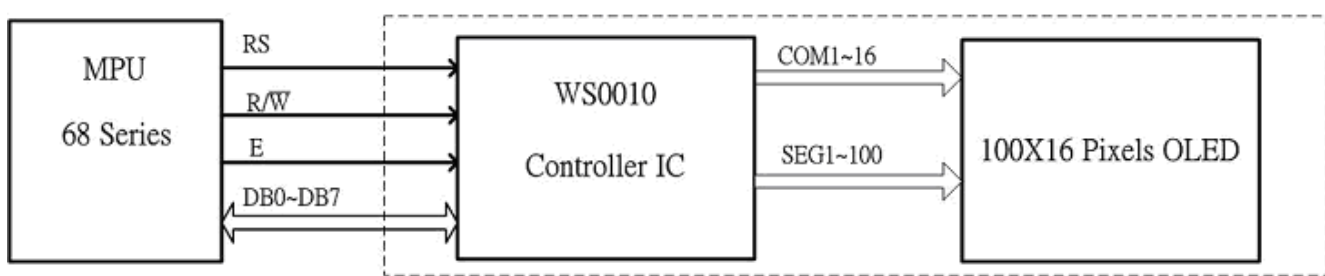 MPU
68 Series
RS
R/W̅
E
DB0~DB7
WS0010
Controller IC
COM1~16
SEG1~100
100X16 Pixels OLED